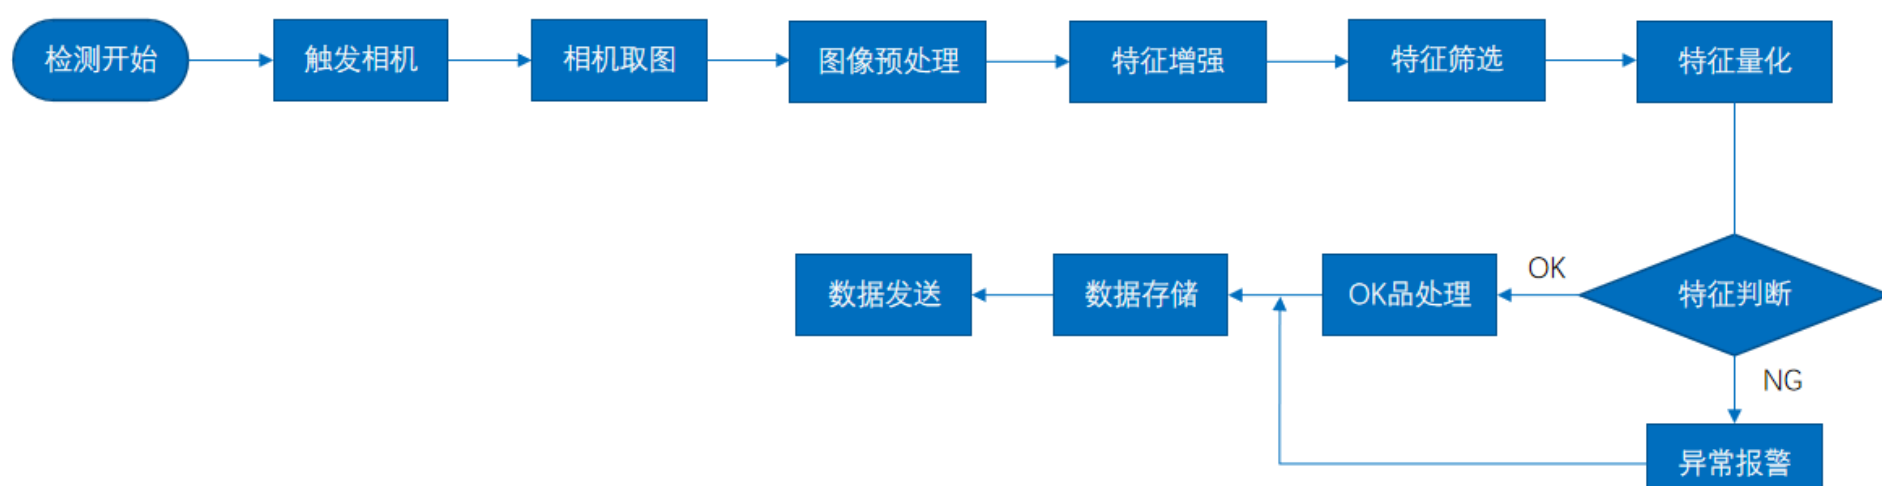 检测开始
触发相机
相机取图
图像预处理
特征增强
特征筛选
特征量化
特征判断
OK
OK品处理
数据存储
数据发送
NG
异常报警